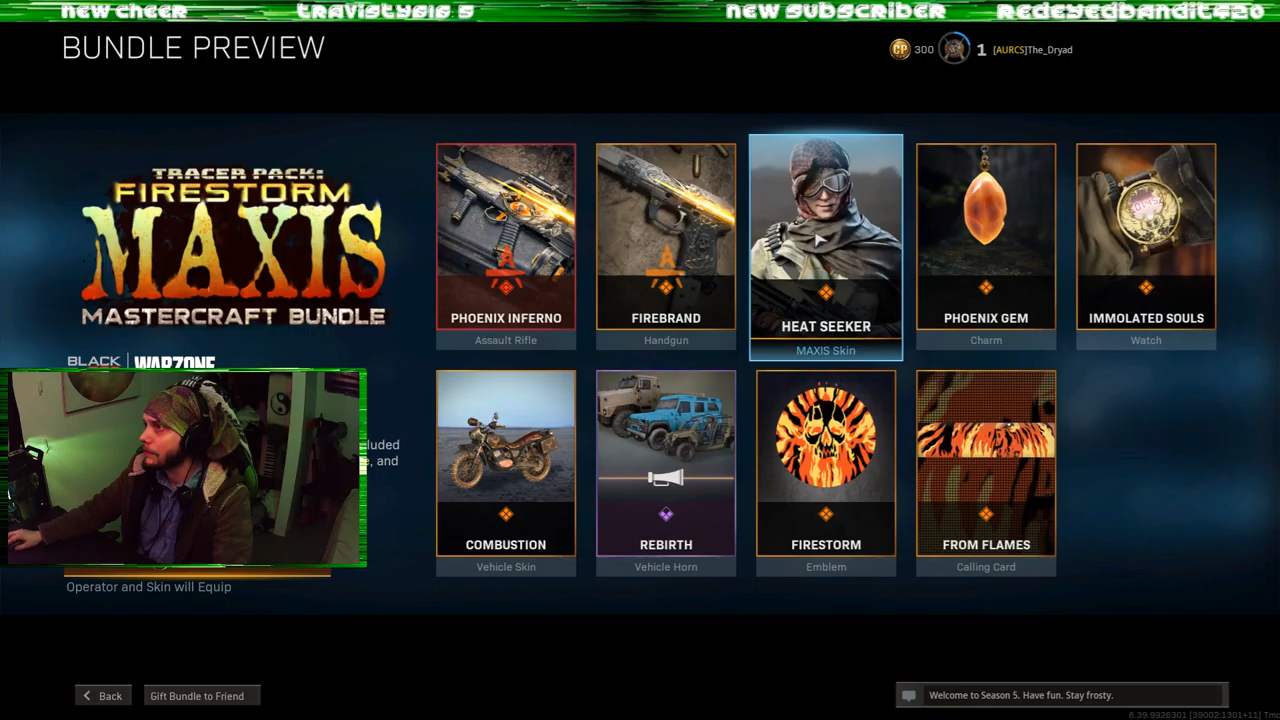 NEW CHEER
TRAVISTY616 5
NEW SUBSCRIBER
REDEYEDBANDIT420
BUNDLE PREVIEW
CP 300
1 [AURCS]The_Dryad
TRACER PACK:
FIRESTORM
MAXIS
MASTERCRAFT BUNDLE
BLACK
WARZONE
PHOENIX INFERNO
Assault Rifle
FIREBRAND
Handgun
HEAT SEEKER
MAXIS Skin
PHOENIX GEM
Charm
IMMOLATED SOULS
Watch
cluded
, and
COMBUSTION
Vehicle Skin
REBIRTH
Vehicle Horn
FIRESTORM
Emblem
FROM FLAMES
Calling Card
Operator and Skin will Equip
Back
Gift Bundle to Friend
Welcome to Season 5. Have fun. Stay frosty.